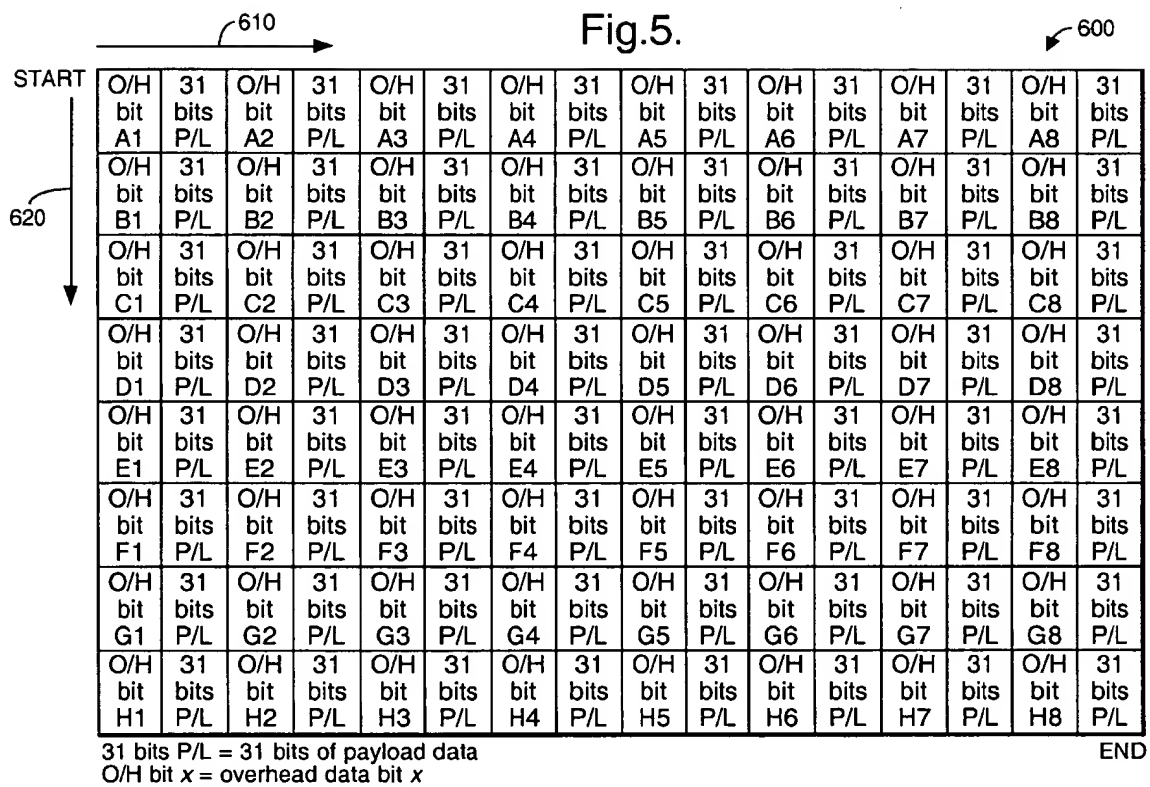 610
Fig.5.
600
START
O/H 31 O/H 31 O/H 31 O/H 31 O/H 31 O/H 31 O/H 31 O/H 31
bit bits bit bits bit bits bit bits bit bits bit bits bit bits bit bits
A1 P/L A2 P/L A3 P/L A4 P/L A5 P/L A6 P/L A7 P/L A8 P/L
O/H 31 O/H 31 O/H 31 O/H 31 O/H 31 O/H 31 O/H 31 O/H 31
bit bits bit bits bit bits bit bits bit bits bit bits bit bits bit bits
620
B1 P/L B2 P/L B3 P/L B4 P/L B5 P/L B6 P/L B7 P/L B8 P/L
O/H 31 O/H 31 O/H 31 O/H 31 O/H 31 O/H 31 O/H 31 O/H 31
bit bits bit bits bit bits bit bits bit bits bit bits bit bits bit bits
C1 P/L C2 P/L C3 P/L C4 P/L C5 P/L C6 P/L C7 P/L C8 P/L
O/H 31 O/H 31 O/H 31 O/H 31 O/H 31 O/H 31 O/H 31 O/H 31
bit bits bit bits bit bits bit bits bit bits bit bits bit bits bit bits
D1 P/L D2 P/L D3 P/L D4 P/L D5 P/L D6 P/L D7 P/L D8 P/L
O/H 31 O/H 31 O/H 31 O/H 31 O/H 31 O/H 31 O/H 31 O/H 31
bit bits bit bits bit bits bit bits bit bits bit bits bit bits bit bits
E1 P/L E2 P/L E3 P/L E4 P/L E5 P/L E6 P/L E7 P/L E8 P/L
O/H 31 O/H 31 O/H 31 O/H 31 O/H 31 O/H 31 O/H 31 O/H 31
bit bits bit bits bit bits bit bits bit bits bit bits bit bits bit bits
F1 P/L F2 P/L F3 P/L F4 P/L F5 P/L F6 P/L F7 P/L F8 P/L
O/H 31 O/H 31 O/H 31 O/H 31 O/H 31 O/H 31 O/H 31 O/H 31
bit bits bit bits bit bits bit bits bit bits bit bits bit bits bit bits
G1 P/L G2 P/L G3 P/L G4 P/L G5 P/L G6 P/L G7 P/L G8 P/L
O/H 31 O/H 31 O/H 31 O/H 31 O/H 31 O/H 31 O/H 31 O/H 31
bit bits bit bits bit bits bit bits bit bits bit bits bit bits bit bits
H1 P/L H2 P/L H3 P/L H4 P/L H5 P/L H6 P/L H7 P/L H8 P/L
31 bits P/L = 31 bits of payload data
END
O/H bit x = overhead data bit x